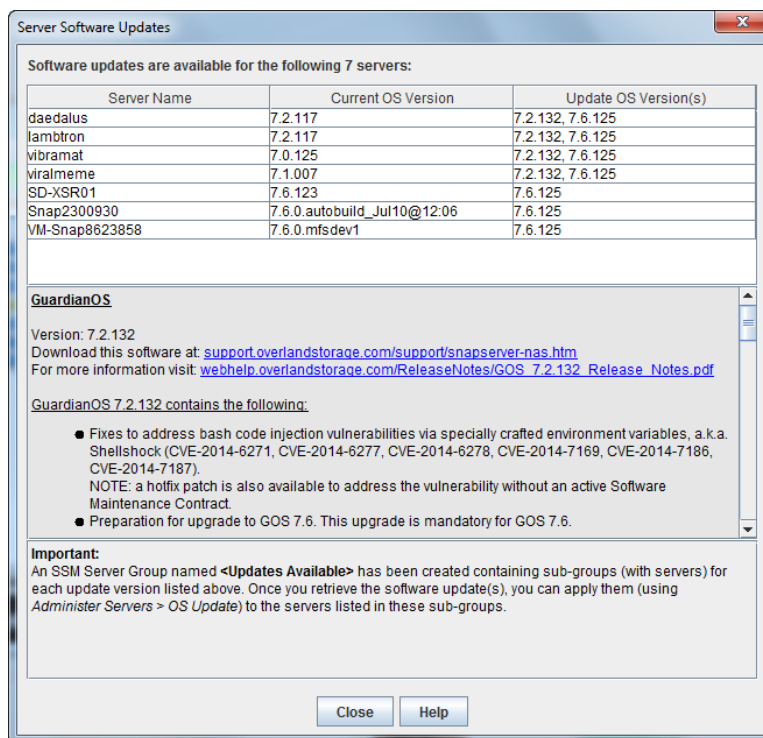 Server Software Updates
Software updates are available for the following 7 servers:
Server Name Current OS Version Update OS Version(s)
daedalus 7.2.117 7.2.132, 7.6.125
lambtron 7.2.117 7.2.132, 7.6.125
vibramat 7.0.125 7.2.132, 7.6.125
viralmeme 7.1.007 7.2.132, 7.6.125
SD-XSR01 7.6.123 7.6.125
Snap2300930 7.6.0.autobuild_Jul10@12:06 7.6.125
VM-Snap8623858 7.6.0.mfsdev1 7.6.125
GuardianOS
Version: 7.2.132
Download this software at: support.overlandstorage.com/support/snapserver-nas.htm
For more information visit: webhelp.overlandstorage.com/ReleaseNotes/GOS_7.2.132_Release_Notes.pdf
GuardianOS 7.2.132 contains the following:
● Fixes to address bash code injection vulnerabilities via specially crafted environment variables, a.k.a.
Shellshock (CVE-2014-6271, CVE-2014-6277, CVE-2014-6278, CVE-2014-7169, CVE-2014-7186,
CVE-2014-7187).
NOTE: a hotfix patch is also available to address the vulnerability without an active Software
Maintenance Contract.
● Preparation for upgrade to GOS 7.6. This upgrade is mandatory for GOS 7.6.
Important:
An SSM Server Group named <Updates Available> has been created containing sub-groups (with servers) for
each update version listed above. Once you retrieve the software update(s), you can apply them (using
Administer Servers > OS Update) to the servers listed in these sub-groups.
Close Help